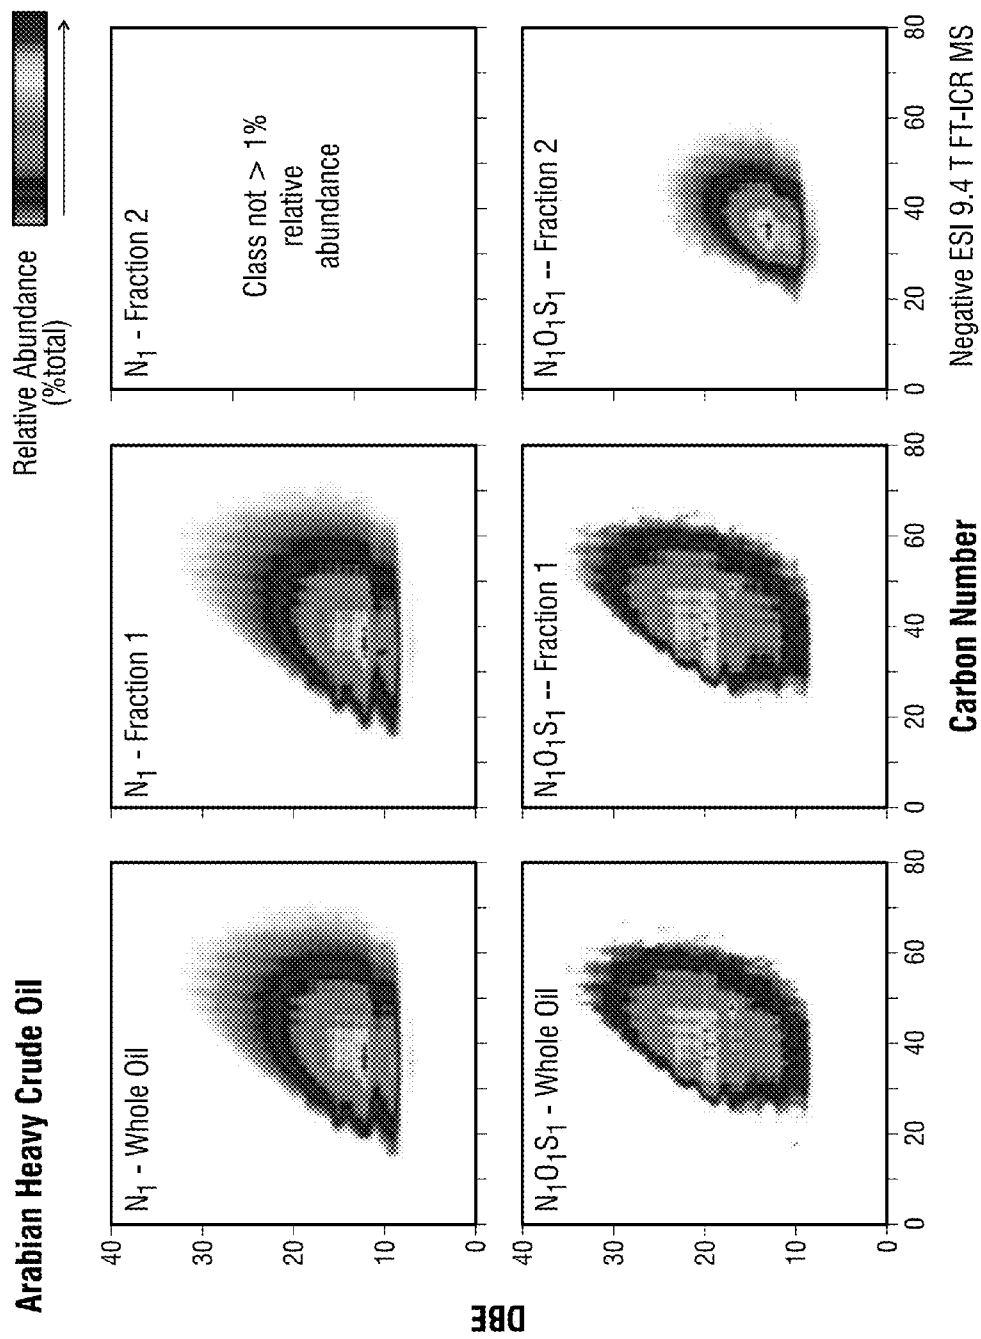 Arabian Heavy Crude Oil
Relative Abundance
(%total)
N1 - Whole Oil
N1 - Fraction 1
N1 - Fraction 2
Class not > 1%
relative
abundance
40
30
20
10
0
N1O1S1 - Whole Oil
N1O1S1 -- Fraction 1
N1O1S1 -- Fraction 2
40
30
20
10
0
DBE
0 20 40 60 80
0 20 40 60 80
0 20 40 60 80
Carbon Number
Negative ESI 9.4 T FT-ICR MS